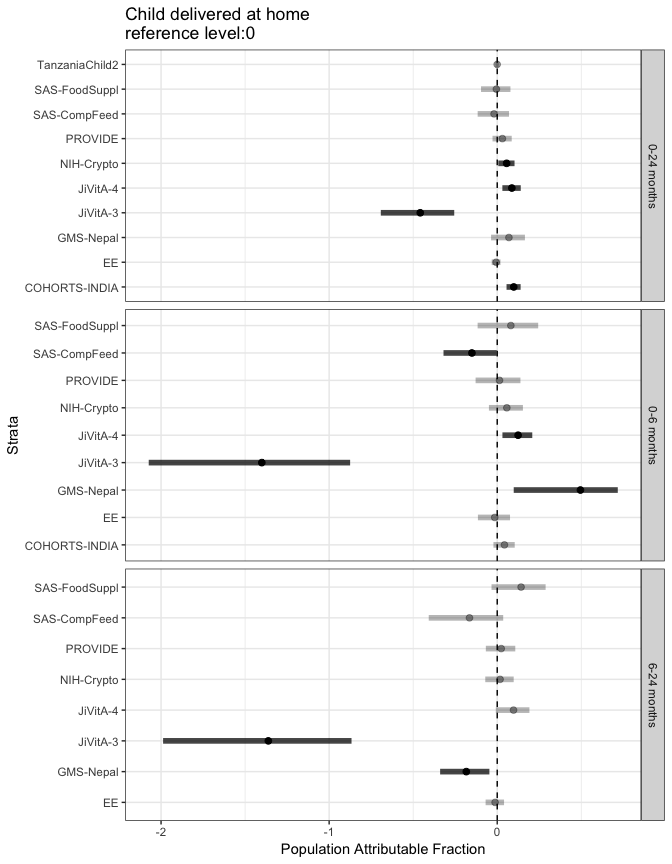 Child delivered at home
reference level:0
Strata
TanzaniaChild2
SAS-FoodSuppl
SAS-CompFeed
PROVIDE
NIH-Crypto
JiVitA-4
JiVitA-3
GMS-Nepal
EE
COHORTS-INDIA
0-24 months
SAS-FoodSuppl
SAS-CompFeed
PROVIDE
NIH-Crypto
JiVitA-4
JiVitA-3
GMS-Nepal
EE
COHORTS-INDIA
0-6 months
SAS-FoodSuppl
SAS-CompFeed
PROVIDE
NIH-Crypto
JiVitA-4
JiVitA-3
GMS-Nepal
EE
6-24 months
-2 -1 0
Population Attributable Fraction